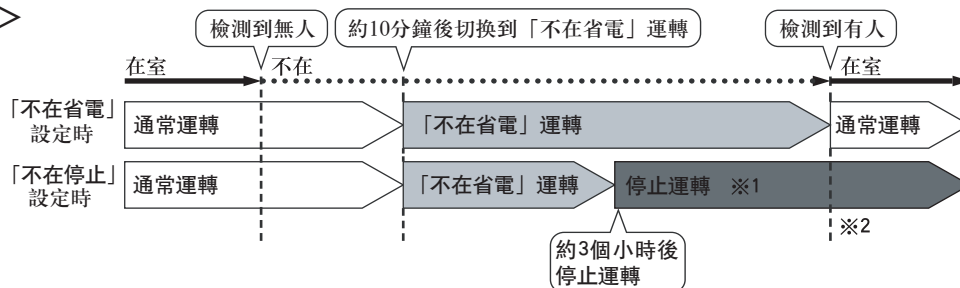 檢測到無人
約10分鐘後切換到「不在省電」運轉
檢測到有人
在室
不在
在室
「不在省電」
設定時
通常運轉
「不在省電」運轉
通常運轉
「不在停止」
設定時
通常運轉
「不在省電」運轉
停止運轉 ※1
※2
約3個小時後
停止運轉